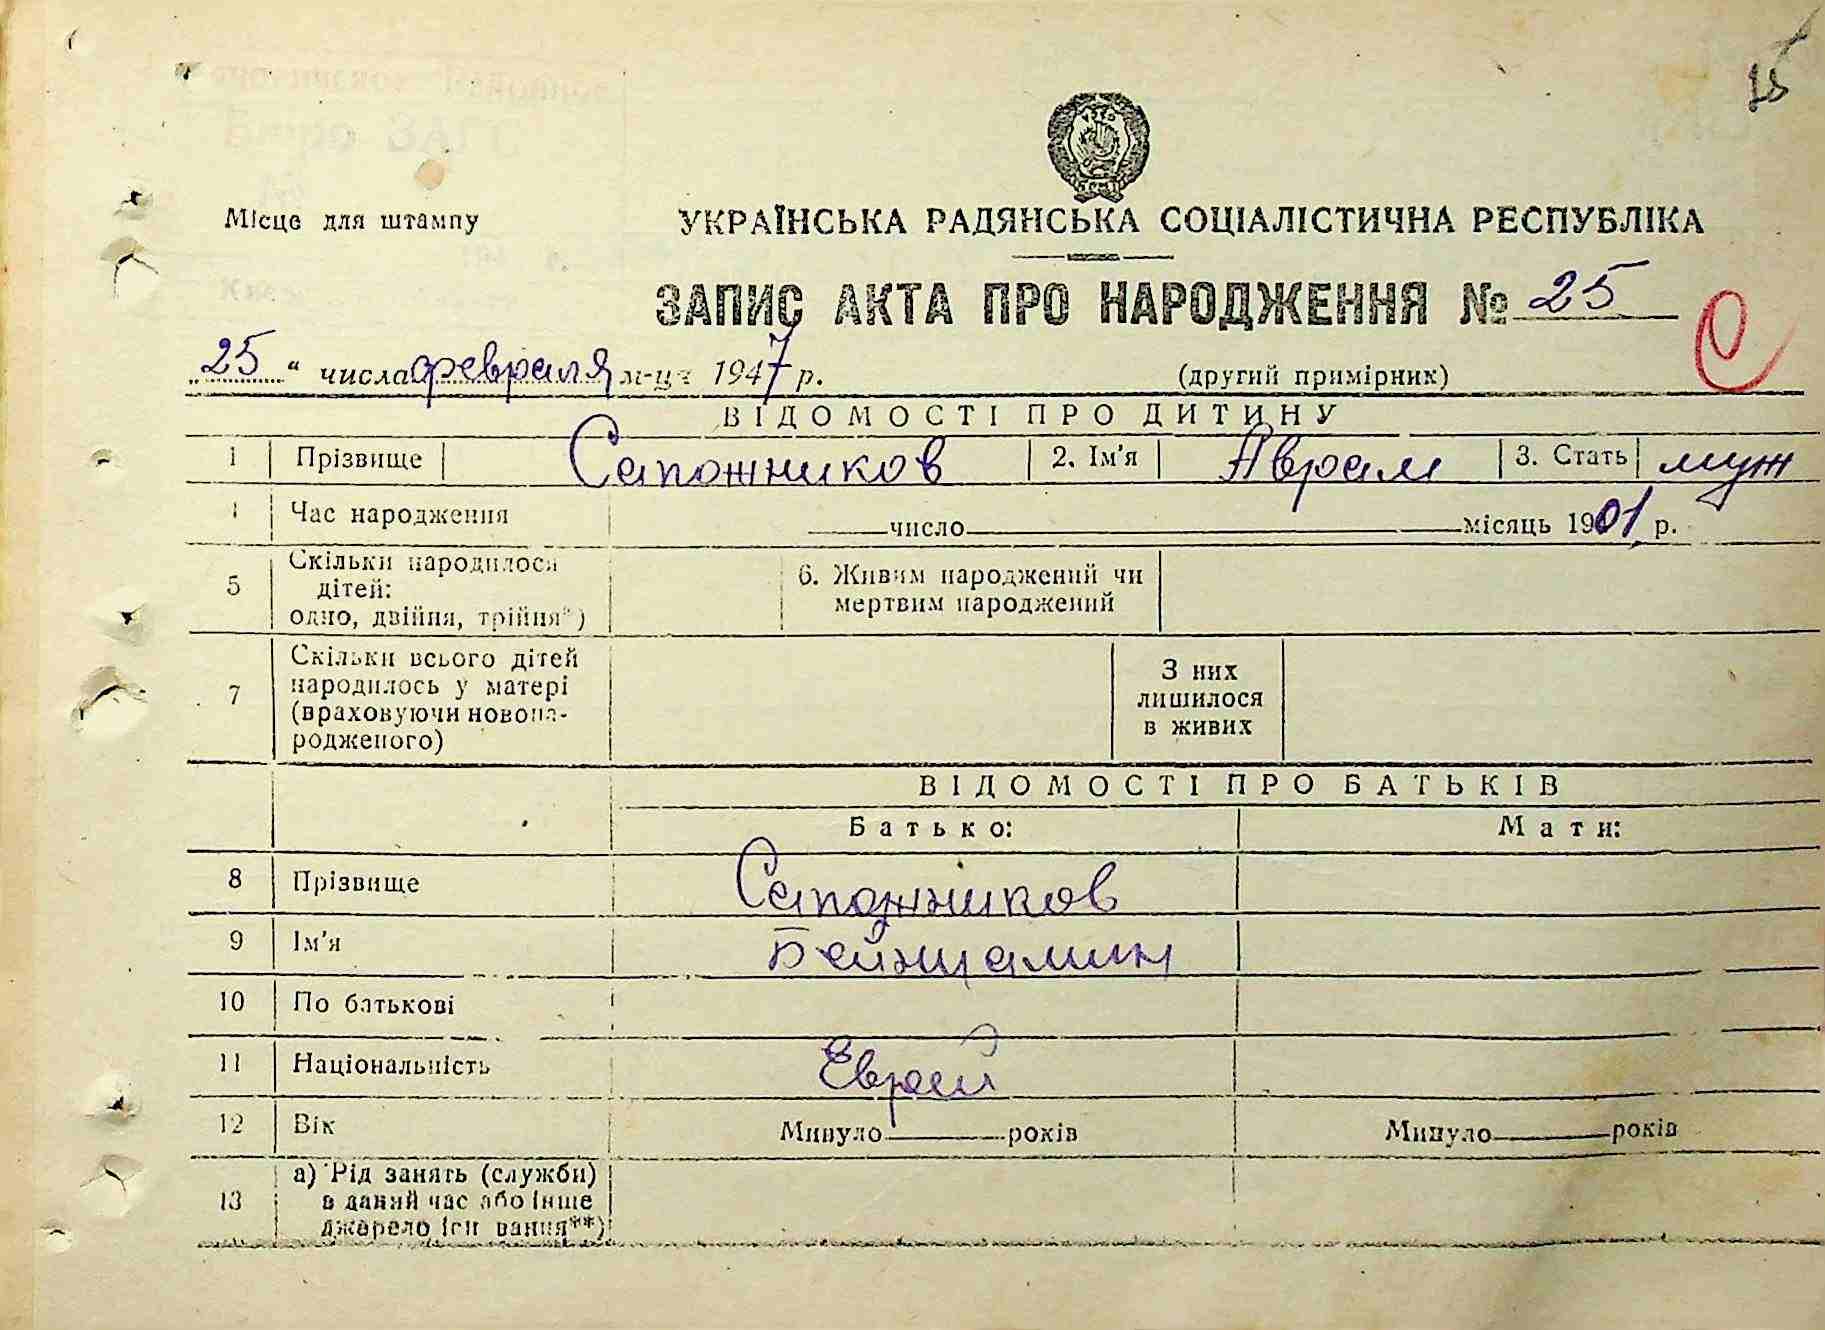 25
Місце для штампу
УКРАЇНСЬКА РАДЯНСЬКА СОЦІАЛІСТИЧНА РЕСПУБЛІКА
ЗАПИС АКТА ПРО НАРОДЖЕННЯ № 25
„25“ числа февраля м-ця 1947 р. (другий примірник)
ВІДОМОСТІ ПРО ДИТИНУ
1 Прізвище Сапожников 2. Ім'я Аврам 3. Стать муж
Час народження число місяць 1901 р.
5 Скільки народилося дітей: одно, двійня, трійня*) 6. Живим народжений чи мертвим народжений
7 Скільки всього дітей народилось у матері (враховуючи новона-родженого) З них лишилося в живих
ВІДОМОСТІ ПРО БАТЬКІВ
Батько: Мати:
8 Прізвище Сапожников
9 Ім'я Бейншамин
10 По батькові
11 Національність Еврей
12 Вік Минуло років Минуло років
13 а) Рід занять (служби) в даний час або інше джерело існування**)